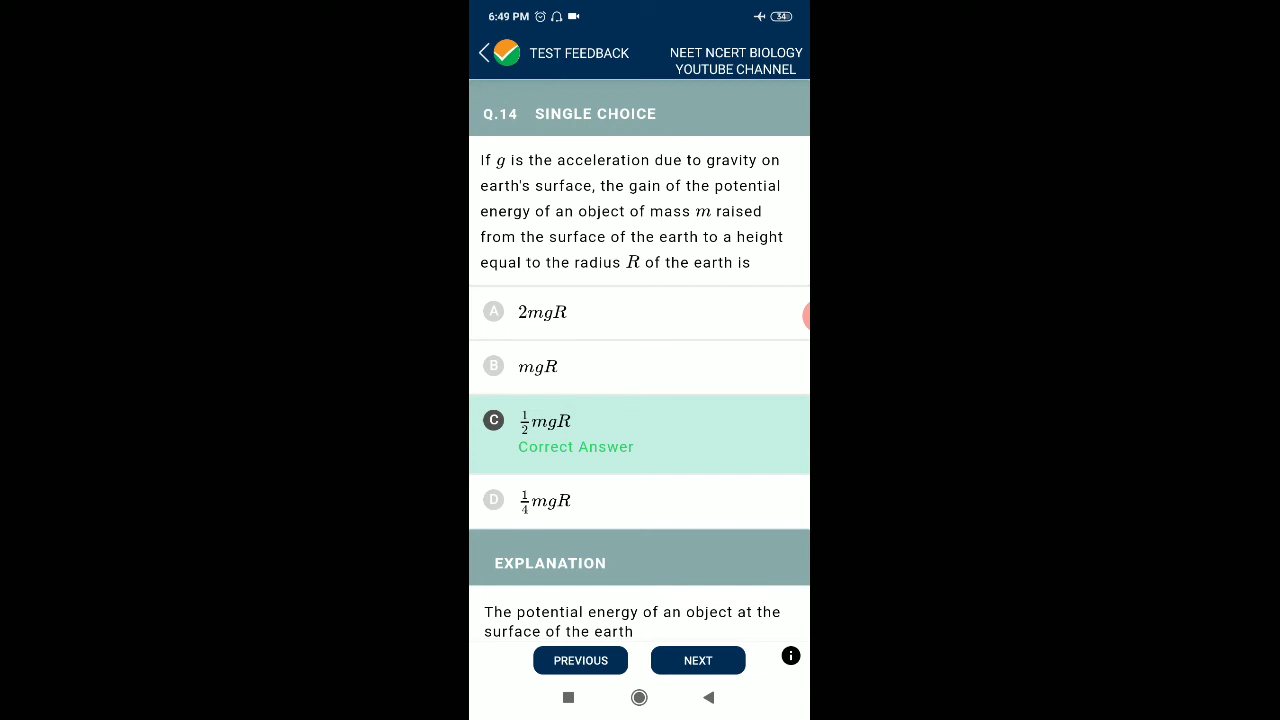 6:49 PM 34
TEST FEEDBACK
NEET NCERT BIOLOGY
YOUTUBE CHANNEL
Q.14 SINGLE CHOICE
If g is the acceleration due to gravity on
earth's surface, the gain of the potential
energy of an object of mass m raised
from the surface of the earth to a height
equal to the radius R of the earth is
A 2mgR
B mgR
C 1/2 mgR
Correct Answer
D 1/4 mgR
EXPLANATION
The potential energy of an object at the
surface of the earth
PREVIOUS NEXT